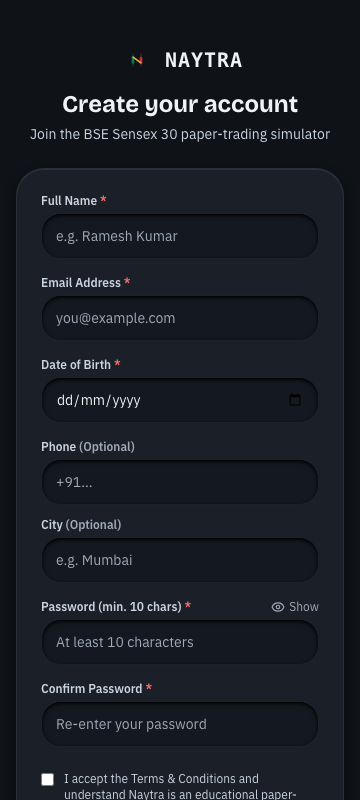 NAYTRA
Create your account
Join the BSE Sensex 30 paper-trading simulator
Full Name *
e.g. Ramesh Kumar
Email Address *
you@example.com
Date of Birth *
dd/mm/yyyy
Phone (Optional)
+91...
City (Optional)
e.g. Mumbai
Password (min. 10 chars) * Show
At least 10 characters
Confirm Password *
Re-enter your password
I accept the Terms & Conditions and
understand Naytra is an educational paper-